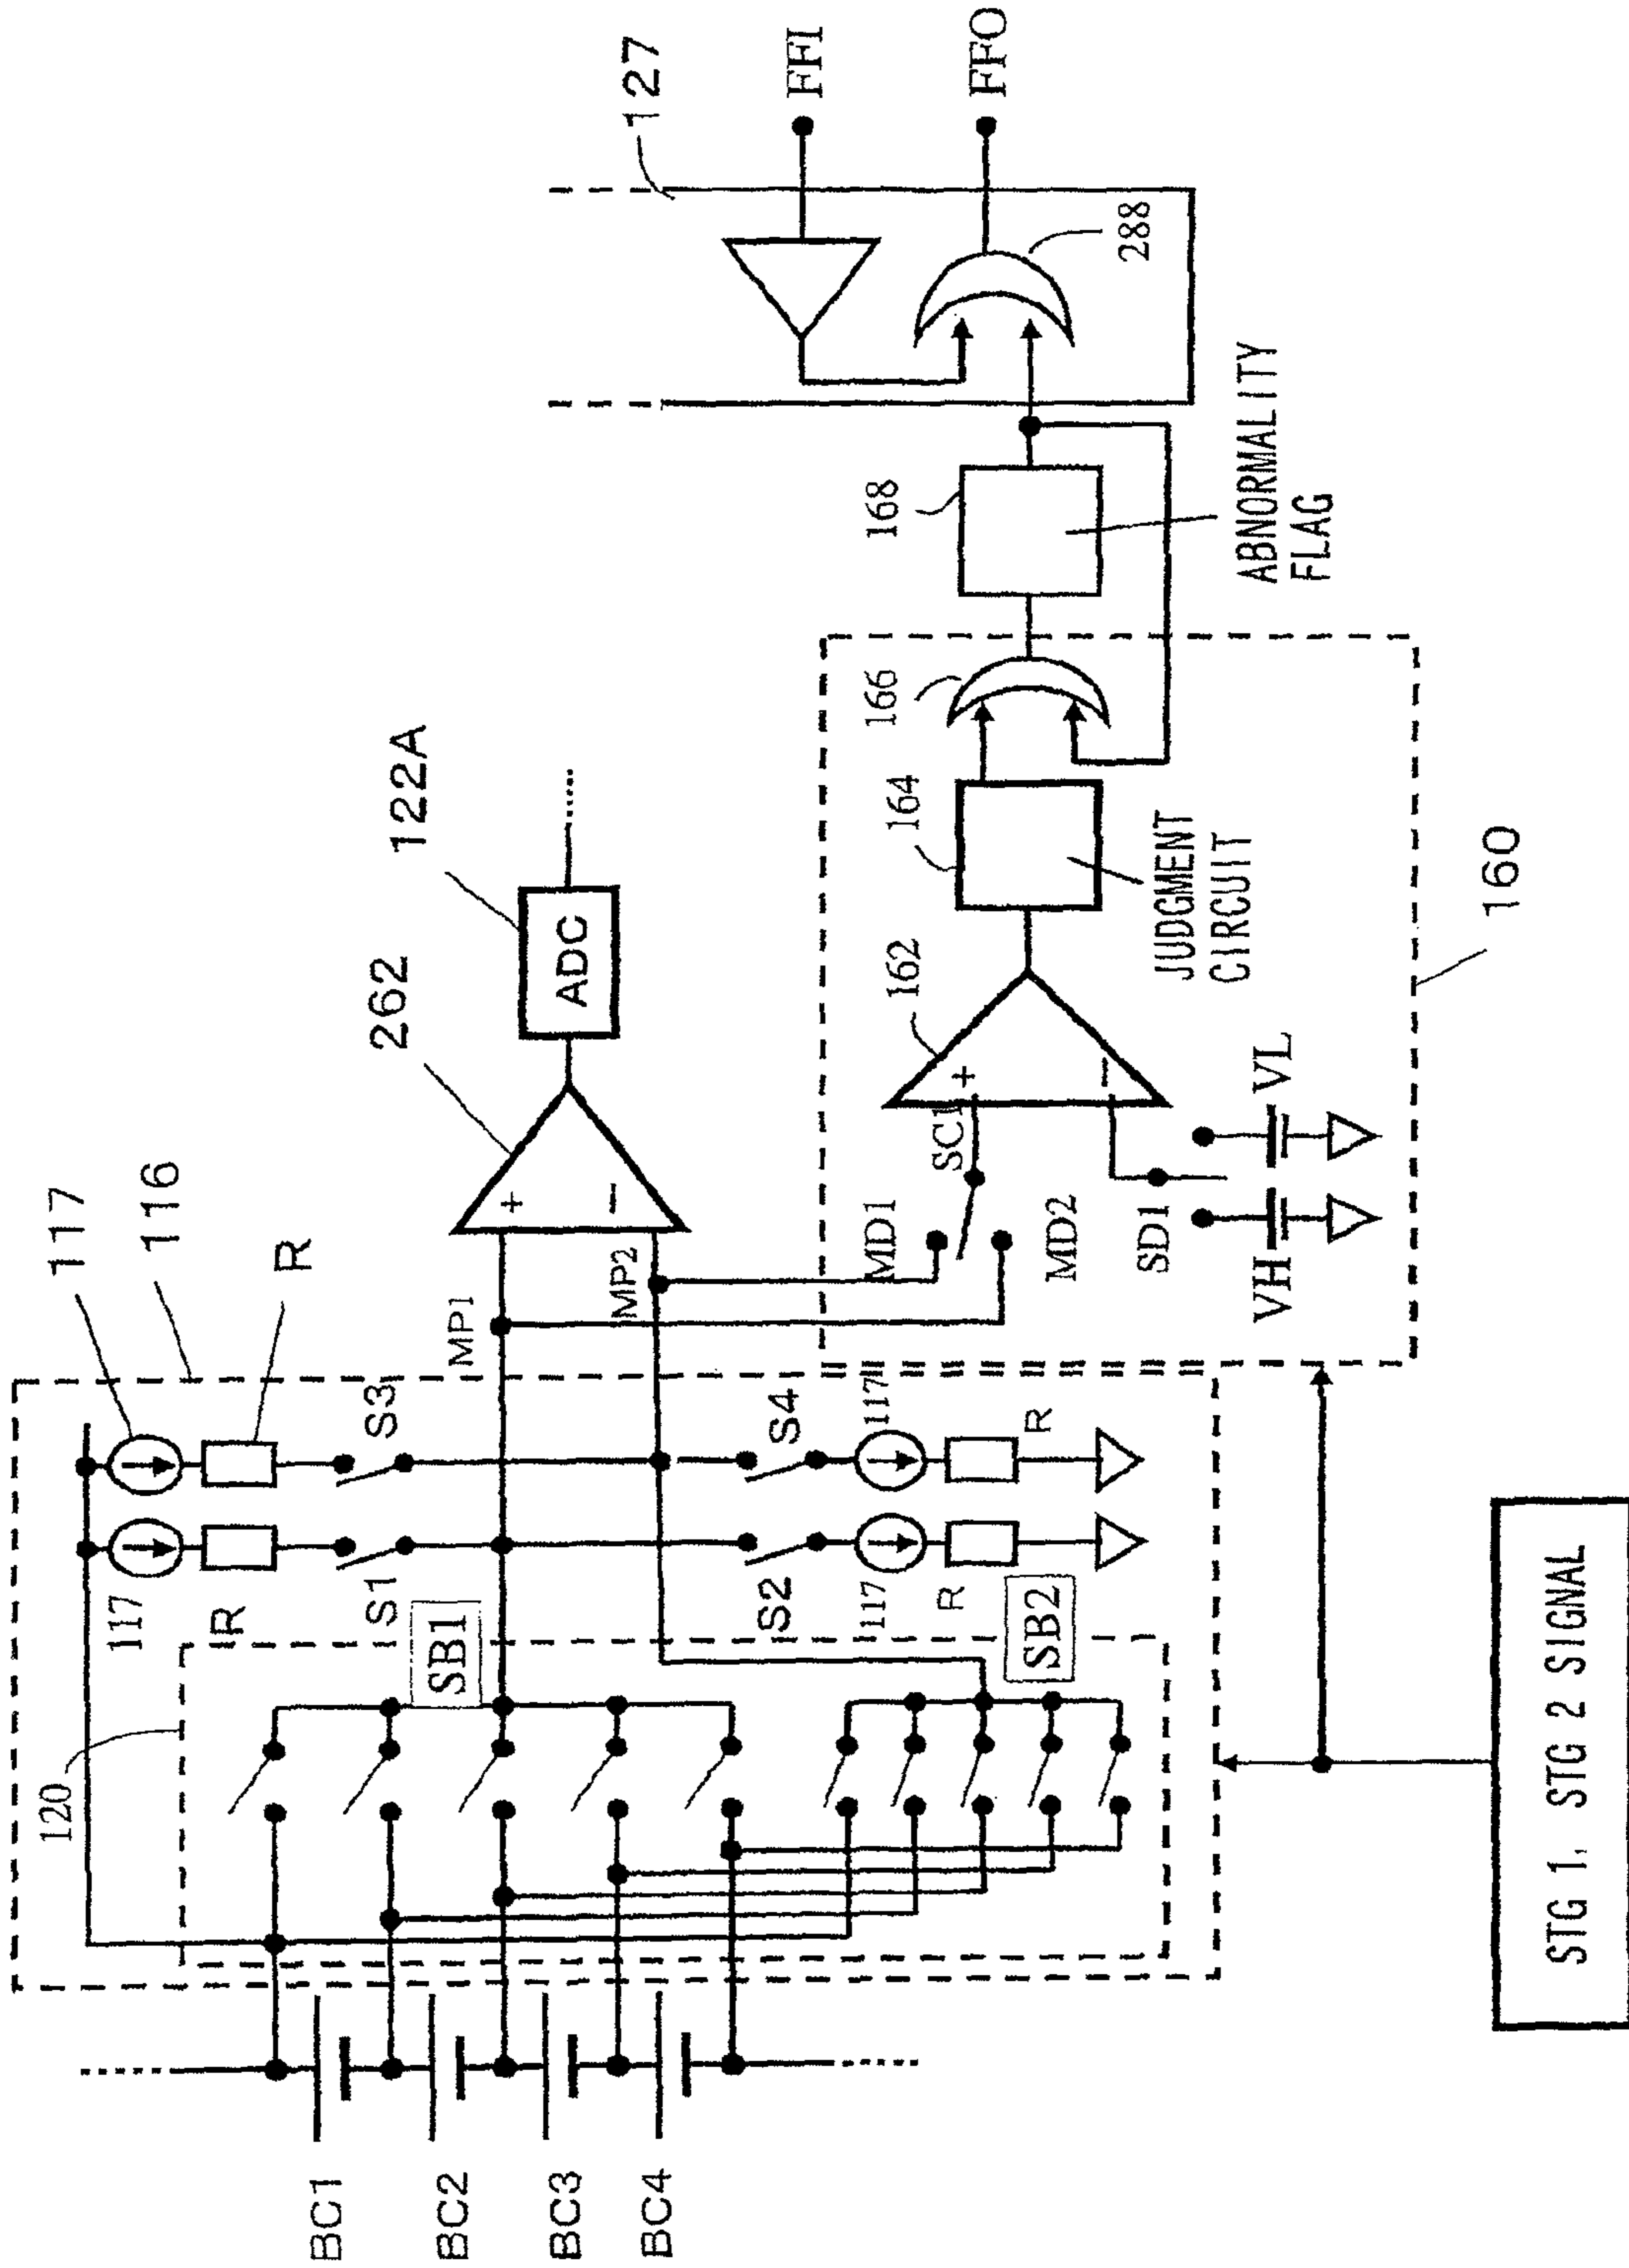 BC1
BC2
BC3
BC4
120
117
R
S1
SB1
S3
117
116
R
S2
117
R
SB2
S4
117
R
MP1
MP2
+
−
262
ADC
122A
MD1
MD2
SC1
SD1
VH
VL
+
−
162
164
JUDGMENT
CIRCUIT
166
160
168
ABNORMALITY
FLAG
127
288
FFI
FFO
STG 1, STG 2 SIGNAL